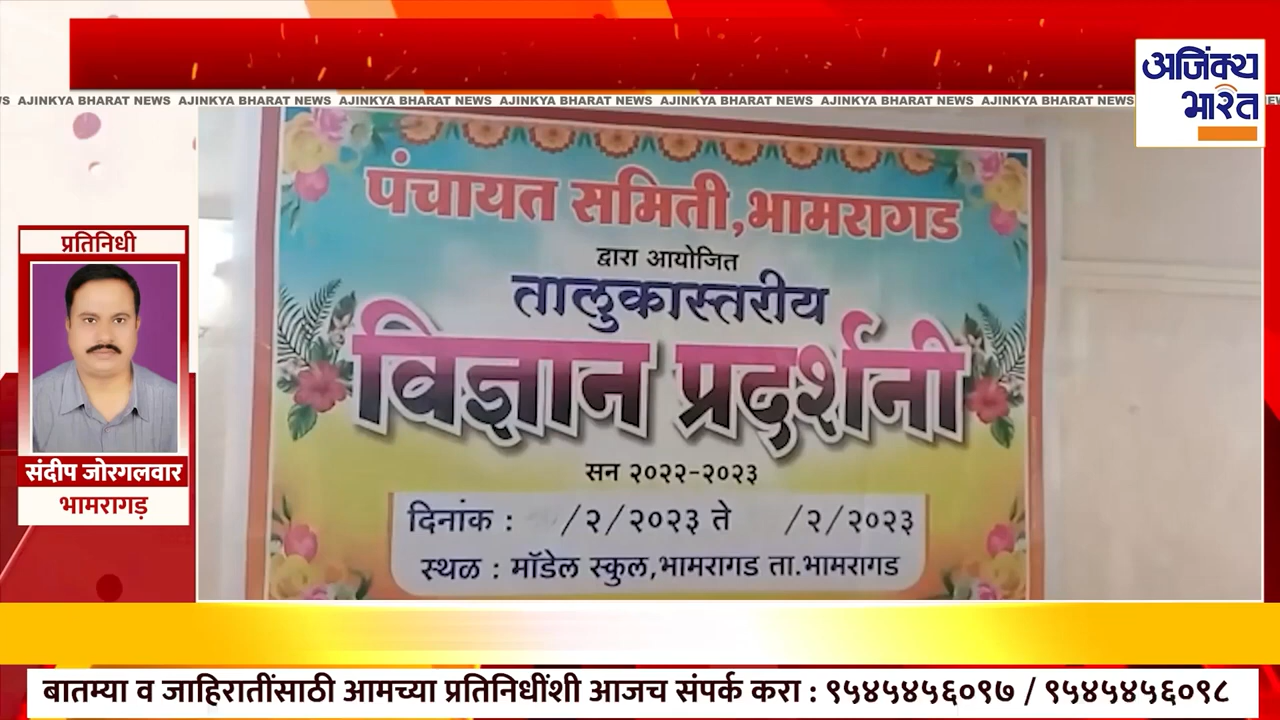 अजिंक्य
भारत
AJINKYA BHARAT NEWS AJINKYA BHARAT NEWS AJINKYA BHARAT NEWS AJINKYA BHARAT NEWS AJINKYA BHARAT NEWS AJINKYA BHARAT NEWS AJINKYA BHARAT NEWS
पंचायत समिती,भामरागड
द्वारा आयोजित
तालुकास्तरीय
विज्ञान प्रदर्शनी
सन २०२२-२०२३
दिनांक : /२/२०२३ ते /२/२०२३
स्थळ : मॉडेल स्कुल,भामरागड ता.भामरागड
प्रतिनिधी
संदीप जोरगलवार
भामरागड़
बातम्या व जाहिरातींसाठी आमच्या प्रतिनिधींशी आजच संपर्क करा : ९५४५४५६०९७ / ९५४५४५६०९८